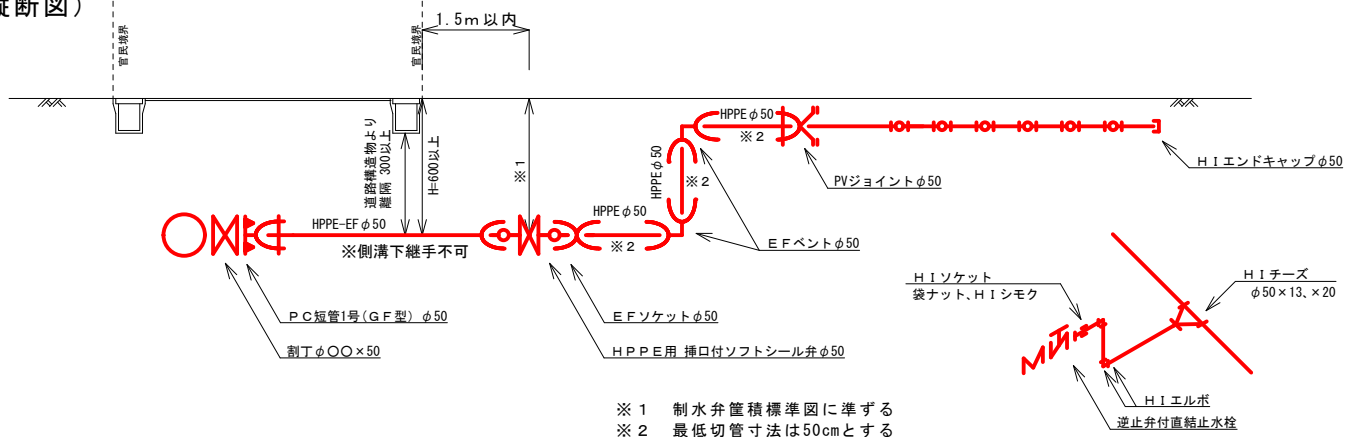 縦断図）
官民境界
官民境界
1.5ｍ以内
道路構造物より
離隔 300以上
H=600以上
※１
HPPE-EFφ50
※側溝下継手不可
HPPEφ50
※２
HPPEφ50
※２
HPPEφ50
※２
ＨＩエンドキャップφ50
PVジョイントφ50
ＥＦベントφ50
ＰＣ短管1号(ＧＦ型) φ50
割丁φ〇〇×50
ＥＦソケットφ50
ＨＰＰＥ用 挿口付ソフトシール弁φ50
ＨＩソケット
袋ナット、ＨＩシモク
ＨＩチーズ
φ50×13、×20
ＨＩエルボ
逆止弁付直結止水栓
※１　制水弁筐積標準図に準ずる
※２　最低切管寸法は50cmとする